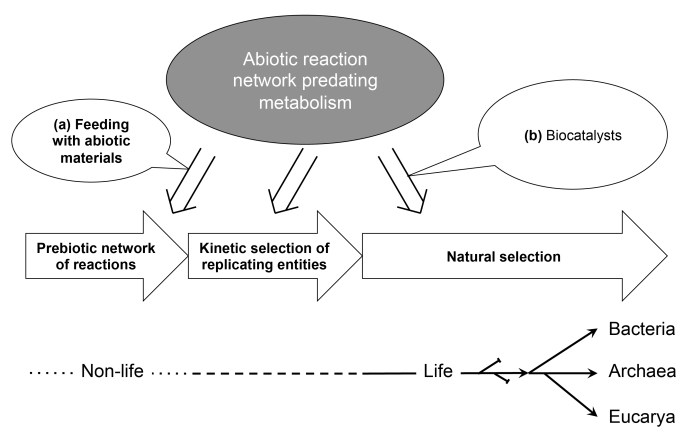 Abiotic reaction
network predating
metabolism
(a) Feeding
with abiotic
materials
(b) Biocatalysts
Prebiotic network
of reactions
Kinetic selection of
replicating entities
Natural selection
Bacteria
Non-life
Life
Archaea
Eucarya